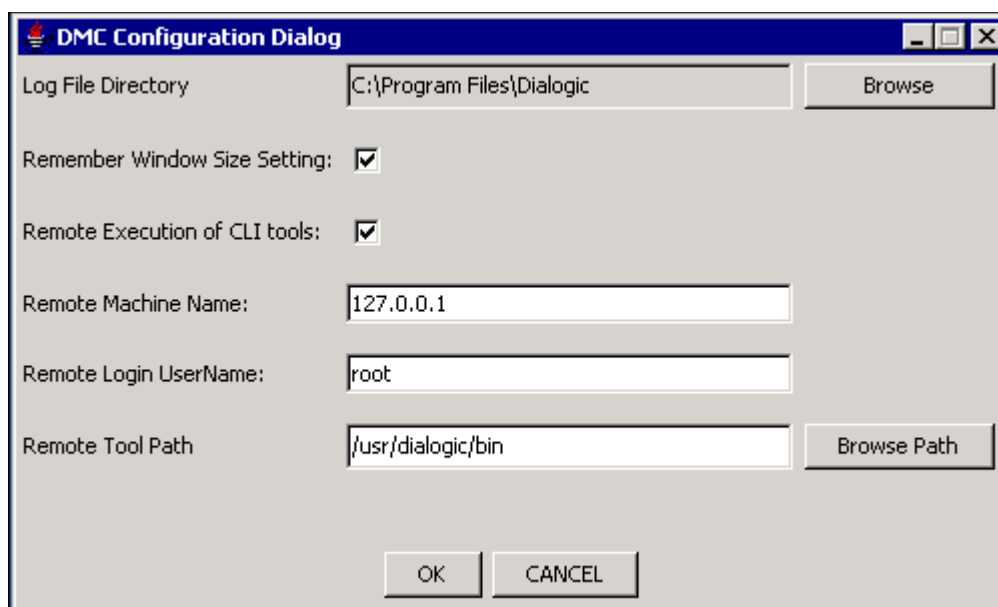 DMC Configuration Dialog
Log File Directory C:\Program Files\Dialogic Browse
Remember Window Size Setting:
Remote Execution of CLI tools:
Remote Machine Name: 127.0.0.1
Remote Login UserName: root
Remote Tool Path /usr/dialogic/bin Browse Path
OK CANCEL